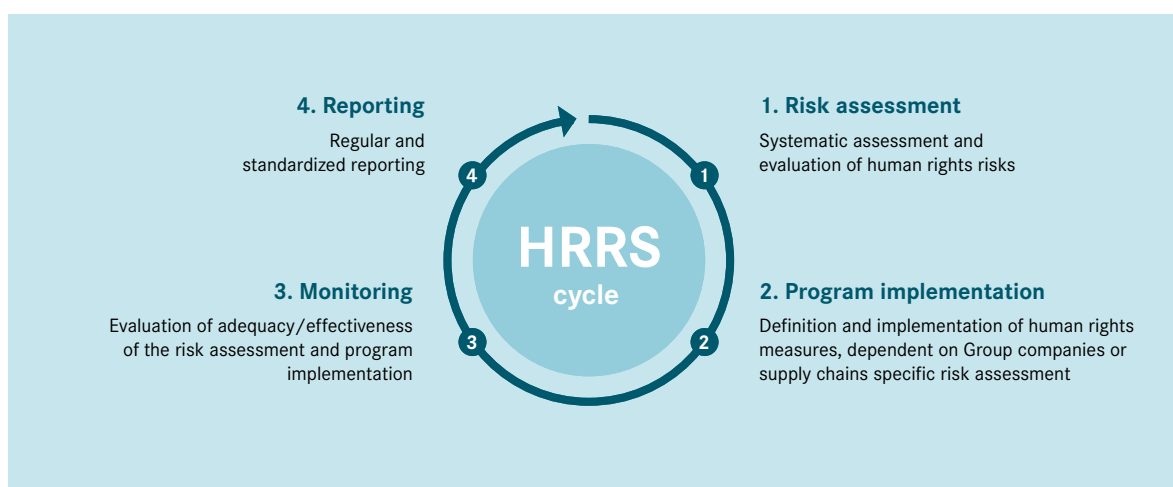 4. Reporting
Regular and
standardized reporting
4
1. Risk assessment
Systematic assessment and
evaluation of human rights risks
1
HRRS
cycle
3. Monitoring
Evaluation of adequacy/effectiveness
of the risk assessment and program
implementation
3
2. Program implementation
Definition and implementation of human rights
measures, dependent on Group companies or
supply chains specific risk assessment
2